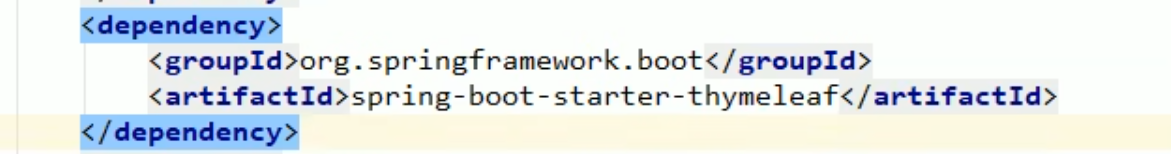 <dependency>
<groupId>org.springframework.boot</groupId>
<artifactId>spring-boot-starter-thymeleaf</artifactId>
</dependency>